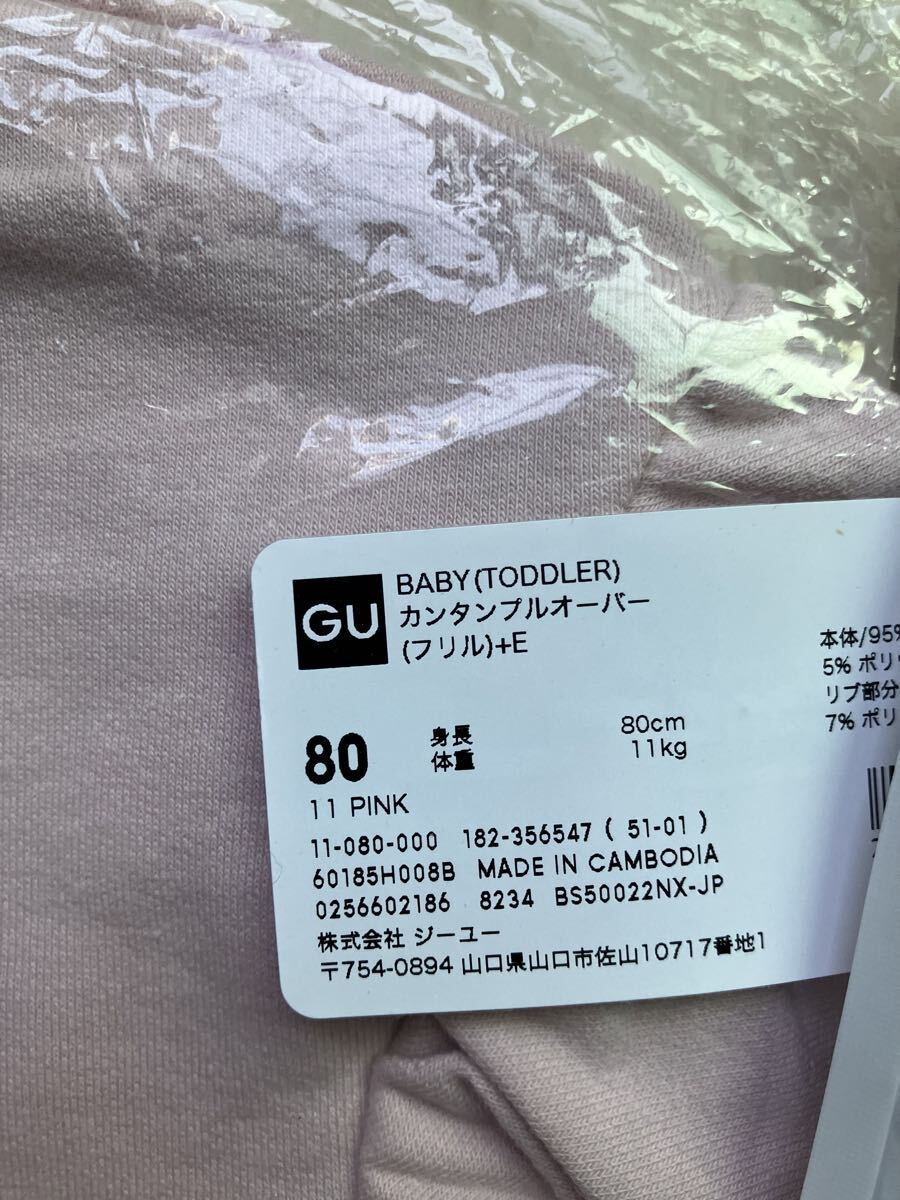 GU
BABY(TODDLER)
カンタンプルオーバー
(フリル)+E
80
身長 80cm
体重 11kg
11 PINK
11-080-000 182-356547 ( 51-01 )
60185H008B MADE IN CAMBODIA
0256602186 8234 BS50022NX-JP
株式会社 ジーユー
〒754-0894 山口県山口市佐山10717番地1
本体/95%
5% ポリ
リブ部分
7% ポリ